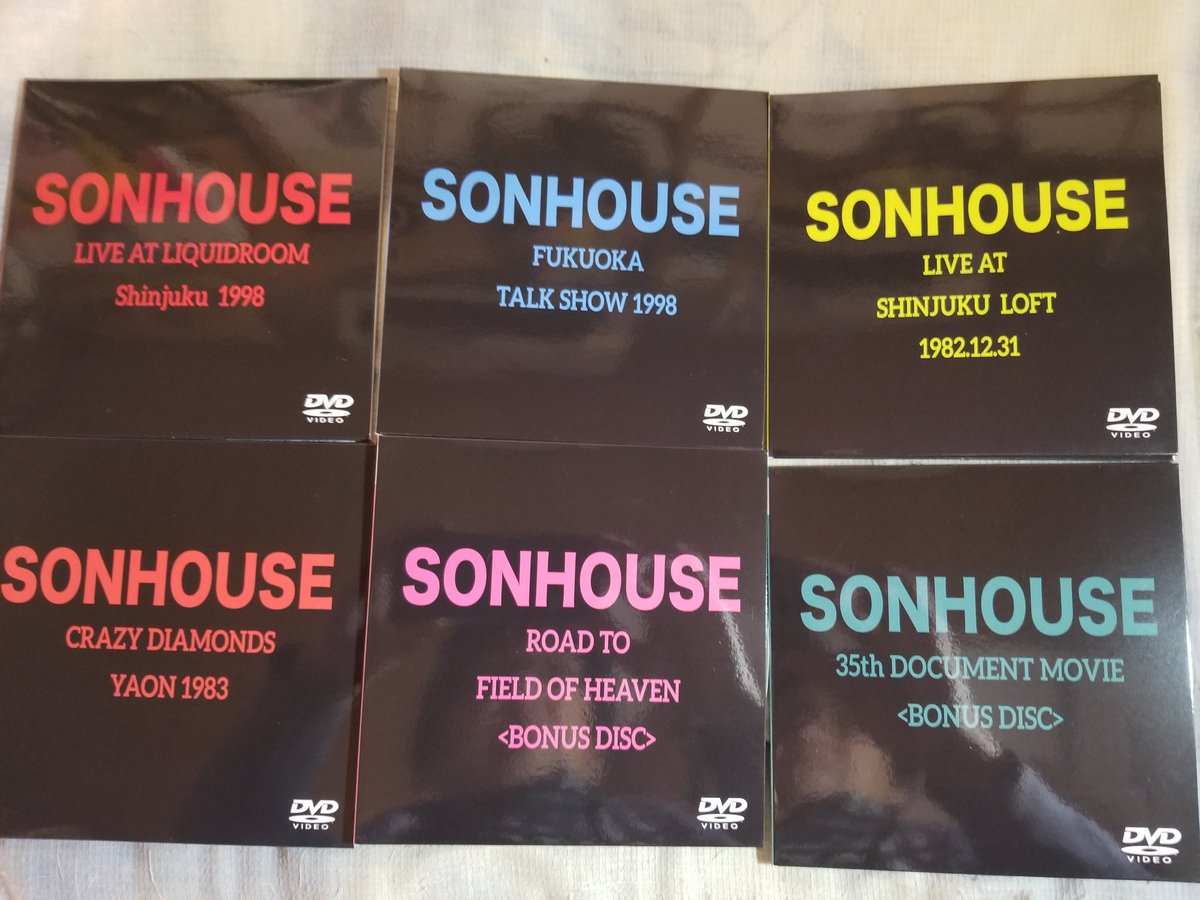 SONHOUSE
LIVE AT LIQUIDROOM
Shinjuku 1998
DVD
VIDEO
SONHOUSE
FUKUOKA
TALK SHOW 1998
DVD
VIDEO
SONHOUSE
LIVE AT
SHINJUKU LOFT
1982.12.31
DVD
VIDEO
SONHOUSE
CRAZY DIAMONDS
YAON 1983
DVD
VIDEO
SONHOUSE
ROAD TO
FIELD OF HEAVEN
<BONUS DISC>
DVD
VIDEO
SONHOUSE
35th DOCUMENT MOVIE
<BONUS DISC>
DVD
VIDEO